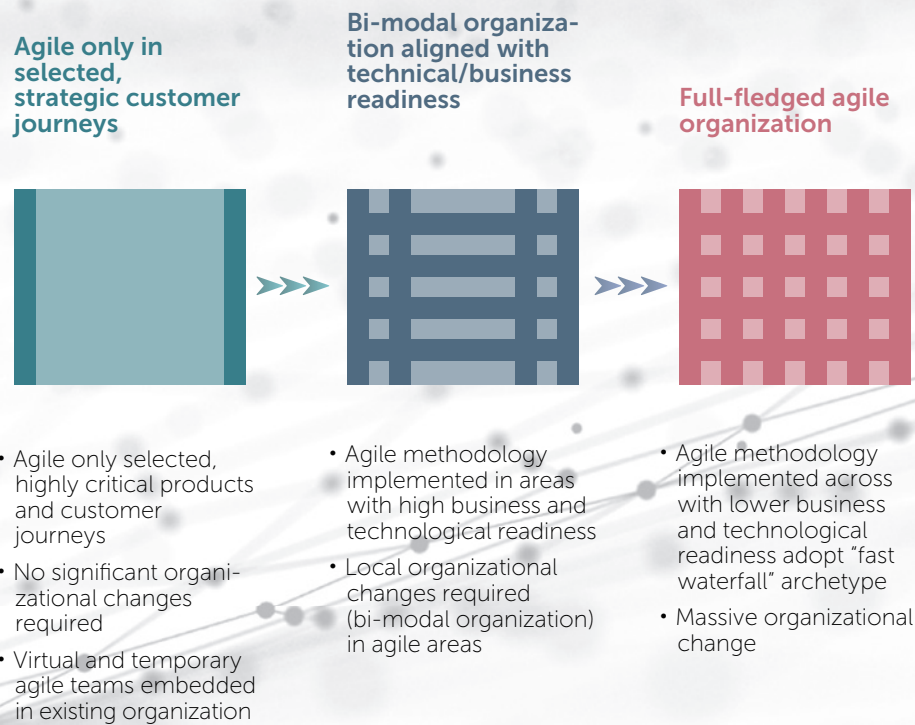 Agile only in
selected,
strategic customer
journeys
Bi-modal organiza-
tion aligned with
technical/business
readiness
Full-fledged agile
organization
• Agile only selected,
highly critical products
and customer
journeys
• No significant organi-
zational changes
required
• Virtual and temporary
agile teams embedded
in existing organization
• Agile methodology
implemented in areas
with high business and
technological readiness
• Local organizational
changes required
(bi-modal organization)
in agile areas
• Agile methodology
implemented across
with lower business
and technological
readiness adopt “fast
waterfall” archetype
• Massive organizational
change